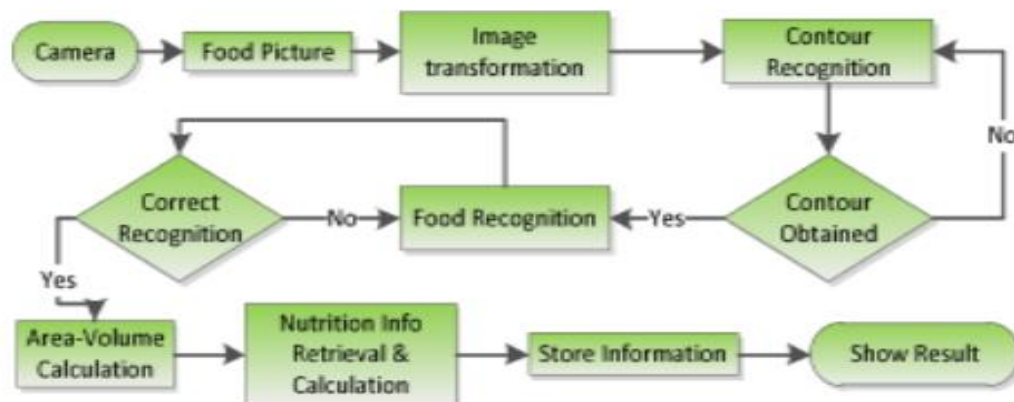 Camera
Food Picture
Image
transformation
Contour
Recognition
No
Correct
Recognition
No
Food Recognition
Yes
Contour
Obtained
Yes
Area-Volume
Calculation
Nutrition Info
Retrieval &
Calculation
Store Information
Show Result